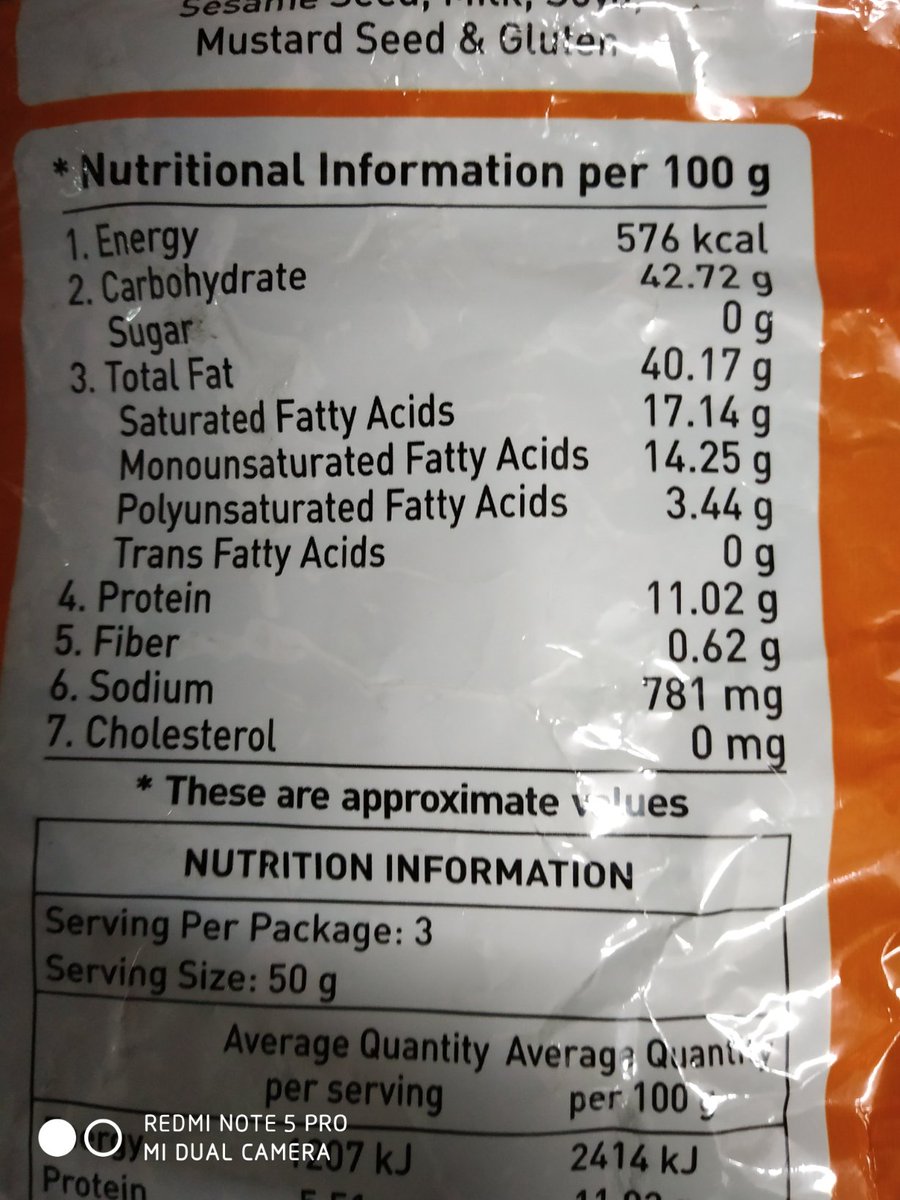 Mustard Seed & Gluten
* Nutritional Information per 100 g
1. Energy 576 kcal
2. Carbohydrate 42.72 g
Sugar 0 g
3. Total Fat 40.17 g
Saturated Fatty Acids 17.14 g
Monounsaturated Fatty Acids 14.25 g
Polyunsaturated Fatty Acids 3.44 g
Trans Fatty Acids 0 g
4. Protein 11.02 g
5. Fiber 0.62 g
6. Sodium 781 mg
7. Cholesterol 0 mg
* These are approximate values
NUTRITION INFORMATION
Serving Per Package: 3
Serving Size: 50 g
Average Quantity Average Quantity
per serving per 100 g
REDMI NOTE 5 PRO
MI DUAL CAMERA
1207 kJ 2414 kJ
Protein